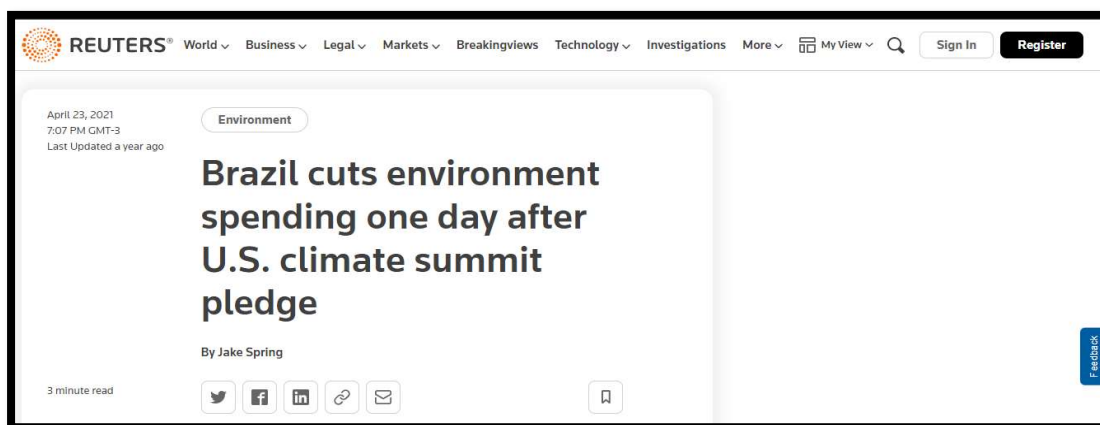 REUTERS® World Business Legal Markets Breakingviews Technology Investigations More My View Sign In Register
April 23, 2021
7:07 PM GMT-3
Last Updated a year ago
Environment
Brazil cuts environment
spending one day after
U.S. climate summit
pledge
By Jake Spring
3 minute read
Feedback